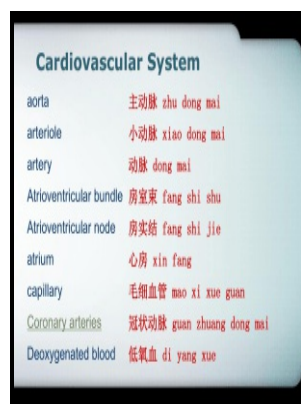 Cardiovascular System
aorta 主动脉 zhu dong mai
arteriole 小动脉 xiao dong mai
artery 动脉 dong mai
Atrioventricular bundle 房室束 fang shi shu
Atrioventricular node 房实结 fang shi jie
atrium 心房 xin fang
capillary 毛细血管 mao xi xue guan
Coronary arteries 冠状动脉 guan zhuang dong mai
Deoxygenated blood 低氧血 di yang xue